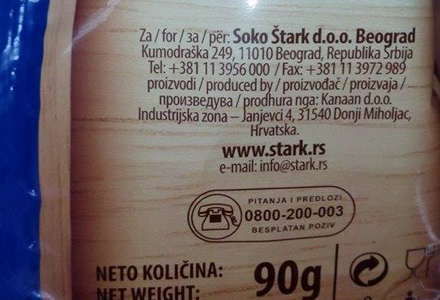 Za / for / за / për: Soko Štark d.o.o. Beograd
Kumodraška 249, 11010 Beograd, Republika Srbija
Tel: +381 11 3956 000 / Fax: +381 11 3972 989
proizvodi / produced by / proizvođač / proizvaja /
произведува / prodhura nga: Kanaan d.o.o.
Industrijska zona – Janjevci 4, 31540 Donji Miholjac,
Hrvatska.
www.stark.rs
e-mail: info@stark.rs
PITANJA I PREDLOZI
0800-200-003
BESPLATAN POZIV
NETO KOLIČINA:
NET WEIGHT:
90g